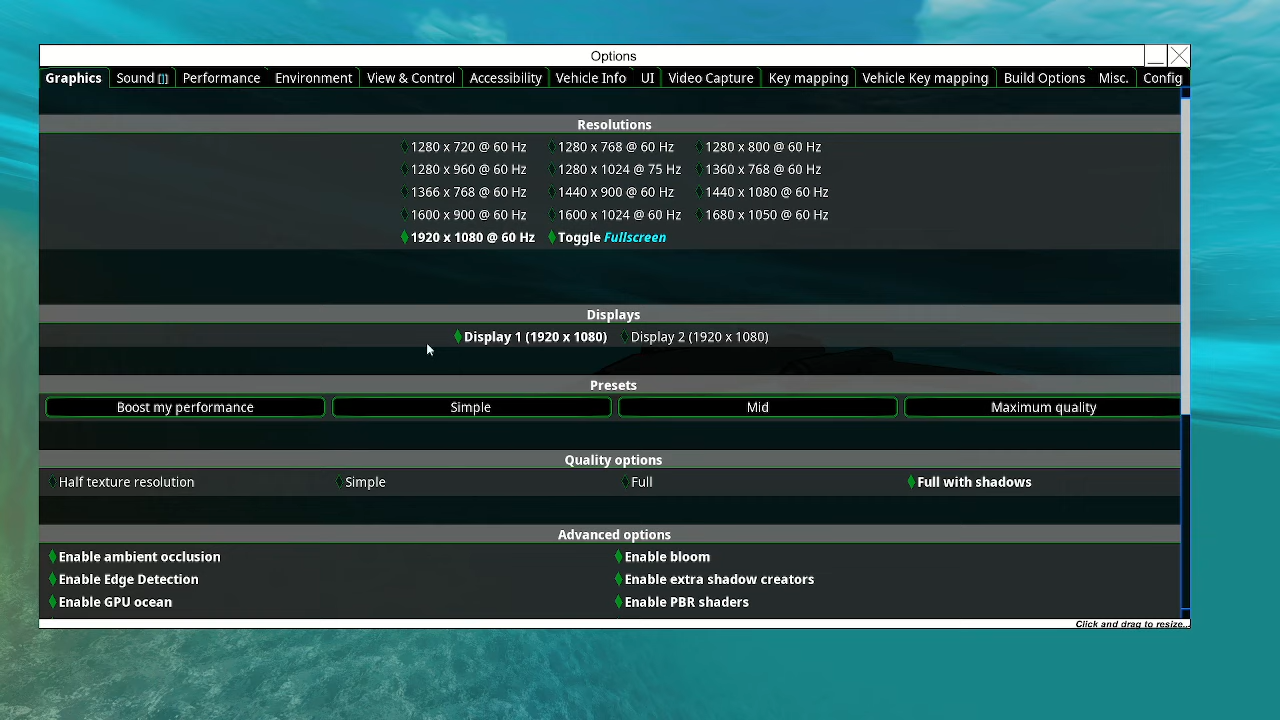 Options
Graphics Sound [!] Performance Environment View & Control Accessibility Vehicle Info UI Video Capture Key mapping Vehicle Key mapping Build Options Misc. Config
Resolutions
1280 x 720 @ 60 Hz 1280 x 768 @ 60 Hz 1280 x 800 @ 60 Hz
1280 x 960 @ 60 Hz 1280 x 1024 @ 75 Hz 1360 x 768 @ 60 Hz
1366 x 768 @ 60 Hz 1440 x 900 @ 60 Hz 1440 x 1080 @ 60 Hz
1600 x 900 @ 60 Hz 1600 x 1024 @ 60 Hz 1680 x 1050 @ 60 Hz
1920 x 1080 @ 60 Hz Toggle Fullscreen
Displays
Display 1 (1920 x 1080) Display 2 (1920 x 1080)
Presets
Boost my performance Simple Mid Maximum quality
Quality options
Half texture resolution Simple Full Full with shadows
Advanced options
Enable ambient occlusion Enable bloom
Enable Edge Detection Enable extra shadow creators
Enable GPU ocean Enable PBR shaders
Click and drag to resize...